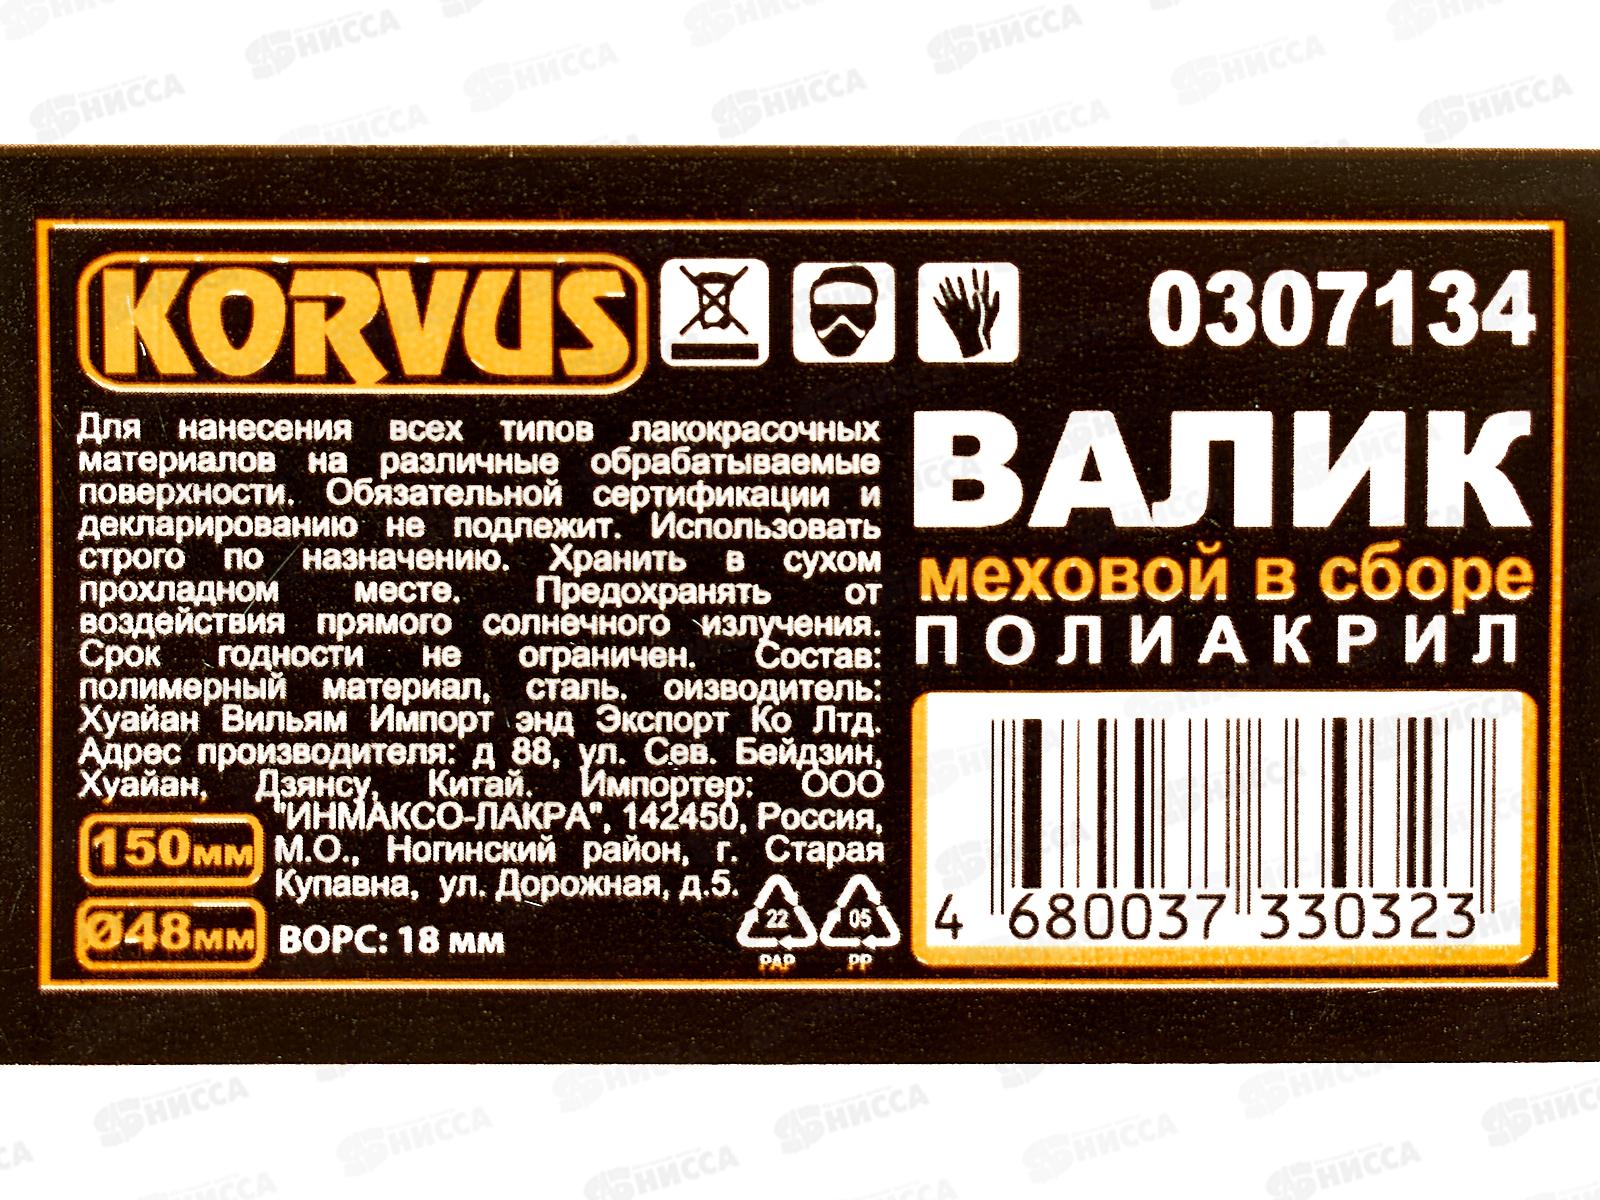 KORVUS
0307134
Для нанесения всех типов лакокрасочных
материалов на различные обрабатываемые
поверхности. Обязательной сертификации и
декларированию не подлежит. Использовать
строго по назначению. Хранить в сухом
прохладном месте. Предохранять от
воздействия прямого солнечного излучения.
Срок годности не ограничен. Состав:
полимерный материал, сталь. оизводитель:
Хуайан Вильям Импорт энд Экспорт Ко Лтд.
Адрес производителя: д 88, ул. Сев. Бейдзин,
Хуайан, Дзянсу, Китай. Импортер: ООО
"ИНМАКСО-ЛАКРА", 142450, Россия,
М.О., Ногинский район, г. Старая
Купавна, ул. Дорожная, д.5.
150мм
Ø48мм
ВОРС: 18 мм
22
PAP
05
PP
ВАЛИК
меховой в сборе
ПОЛИАКРИЛ
4 680037 330323